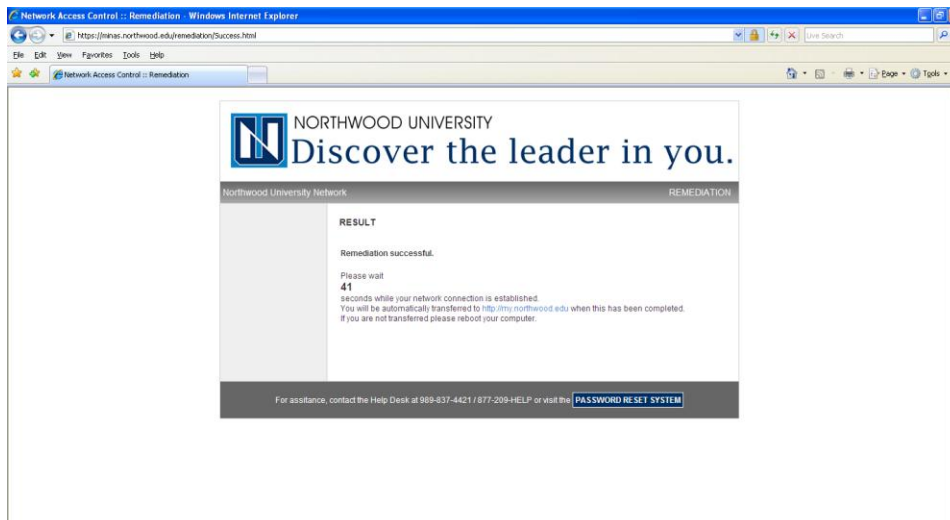 Network Access Control :: Remediation - Windows Internet Explorer
https://minas.northwood.edu/remediation/Success.html
Live Search
File Edit View Favorites Tools Help
Network Access Control :: Remediation
Page Tools
NORTHWOOD UNIVERSITY
Discover the leader in you.
Northwood University Network REMEDIATION
RESULT
Remediation successful.
Please wait
41
seconds while your network connection is established.
You will be automatically transferred to http://my.northwood.edu when this has been completed.
If you are not transferred please reboot your computer.
For assitance, contact the Help Desk at 989-837-4421 / 877-209-HELP or visit the PASSWORD RESET SYSTEM